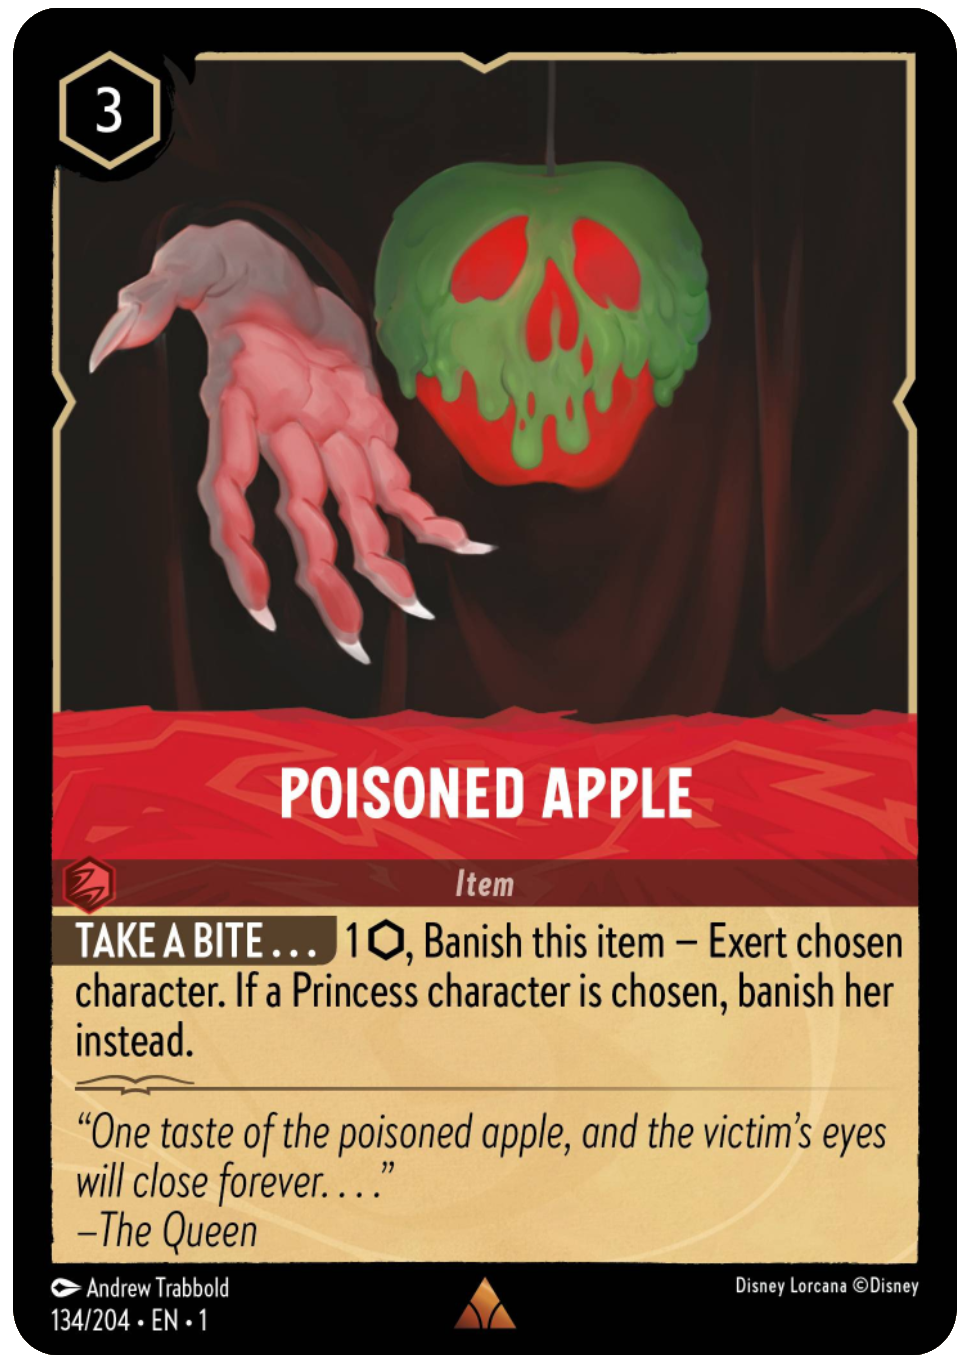 3
POISONED APPLE
Item
TAKE A BITE . . . 1 ⬡, Banish this item – Exert chosen
character. If a Princess character is chosen, banish her
instead.
“One taste of the poisoned apple, and the victim’s eyes
will close forever. . . .”
–The Queen
Andrew Trabbold
134/204 • EN • 1
Disney Lorcana ©Disney